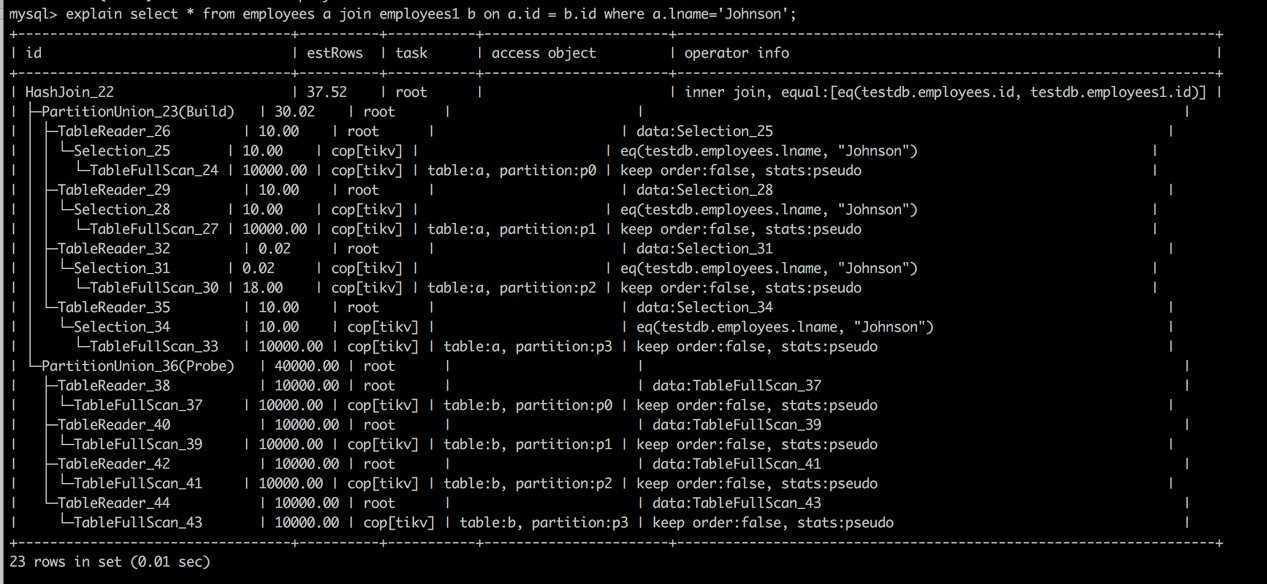 mysql> explain select * from employees a join employees1 b on a.id = b.id where a.lname='Johnson';
+----------------------------------+----------+-----------+-----------------------+------------------------------------------------------------------+
| id                               | estRows  | task      | access object         | operator info                                                    |
+----------------------------------+----------+-----------+-----------------------+------------------------------------------------------------------+
| HashJoin_22                      | 37.52    | root      |                       | inner join, equal:[eq(testdb.employees.id, testdb.employees1.id)] |
| ├─PartitionUnion_23(Build)   | 30.02    | root      |                       |                                                                  |
| │ ├─TableReader_26         | 10.00    | root      |                       | data:Selection_25                                                |
| │ │ └─Selection_25       | 10.00    | cop[tikv] |                       | eq(testdb.employees.lname, "Johnson")                            |
| │ │   └─TableFullScan_24 | 10000.00 | cop[tikv] | table:a, partition:p0 | keep order:false, stats:pseudo                                   |
| │ ├─TableReader_29         | 10.00    | root      |                       | data:Selection_28                                                |
| │ │ └─Selection_28       | 10.00    | cop[tikv] |                       | eq(testdb.employees.lname, "Johnson")                            |
| │ │   └─TableFullScan_27 | 10000.00 | cop[tikv] | table:a, partition:p1 | keep order:false, stats:pseudo                                   |
| │ ├─TableReader_32         | 0.02     | root      |                       | data:Selection_31                                                |
| │ │ └─Selection_31       | 0.02     | cop[tikv] |                       | eq(testdb.employees.lname, "Johnson")                            |
| │ │   └─TableFullScan_30 | 18.00    | cop[tikv] | table:a, partition:p2 | keep order:false, stats:pseudo                                   |
| │ └─TableReader_35         | 10.00    | root      |                       | data:Selection_34                                                |
| │   └─Selection_34         | 10.00    | cop[tikv] |                       | eq(testdb.employees.lname, "Johnson")                            |
| │     └─TableFullScan_33   | 10000.00 | cop[tikv] | table:a, partition:p3 | keep order:false, stats:pseudo                                   |
| └─PartitionUnion_36(Probe)   | 40000.00 | root      |                       |                                                                  |
|   ├─TableReader_38           | 10000.00 | root      |                       | data:TableFullScan_37                                            |
|   │ └─TableFullScan_37     | 10000.00 | cop[tikv] | table:b, partition:p0 | keep order:false, stats:pseudo                                   |
|   ├─TableReader_40           | 10000.00 | root      |                       | data:TableFullScan_39                                            |
|   │ └─TableFullScan_39     | 10000.00 | cop[tikv] | table:b, partition:p1 | keep order:false, stats:pseudo                                   |
|   ├─TableReader_42           | 10000.00 | root      |                       | data:TableFullScan_41                                            |
|   │ └─TableFullScan_41     | 10000.00 | cop[tikv] | table:b, partition:p2 | keep order:false, stats:pseudo                                   |
|   └─TableReader_44           | 10000.00 | root      |                       | data:TableFullScan_43                                            |
|     └─TableFullScan_43       | 10000.00 | cop[tikv] | table:b, partition:p3 | keep order:false, stats:pseudo                                   |
+----------------------------------+----------+-----------+-----------------------+------------------------------------------------------------------+
23 rows in set (0.01 sec)